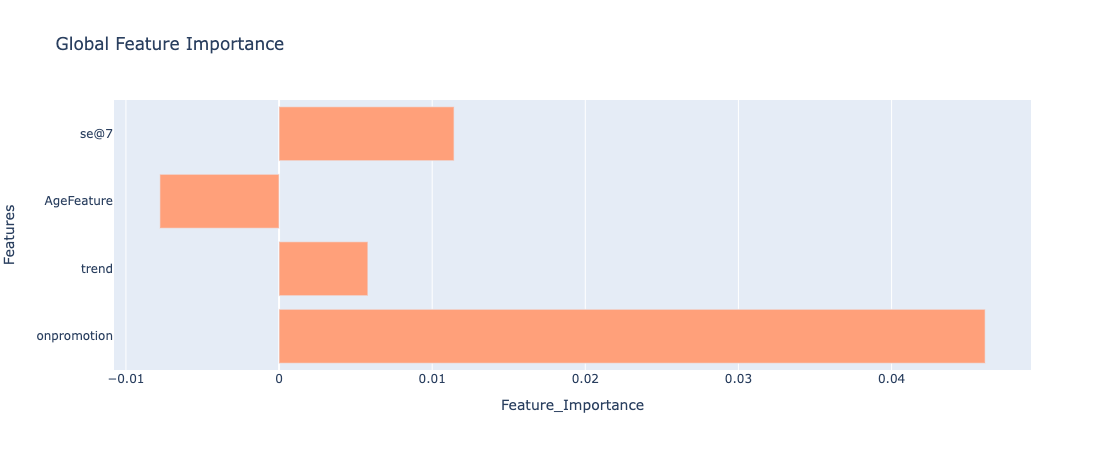 Global Feature Importance
Features
se@7
AgeFeature
trend
onpromotion
−0.01 0 0.01 0.02 0.03 0.04
Feature_Importance